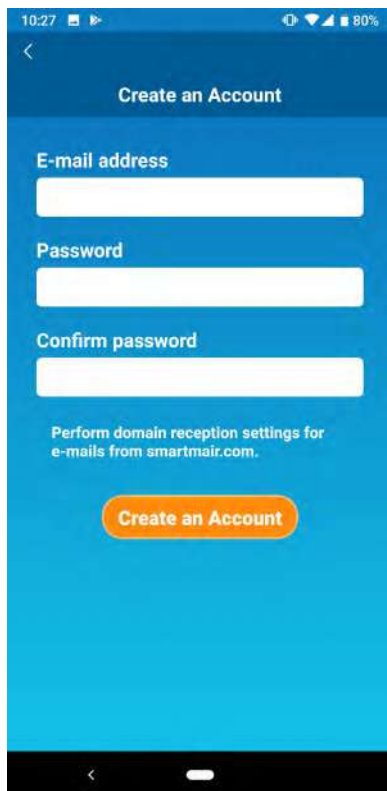 10:27 80%
Create an Account
E-mail address
Password
Confirm password
Perform domain reception settings for
e-mails from smartmair.com.
Create an Account